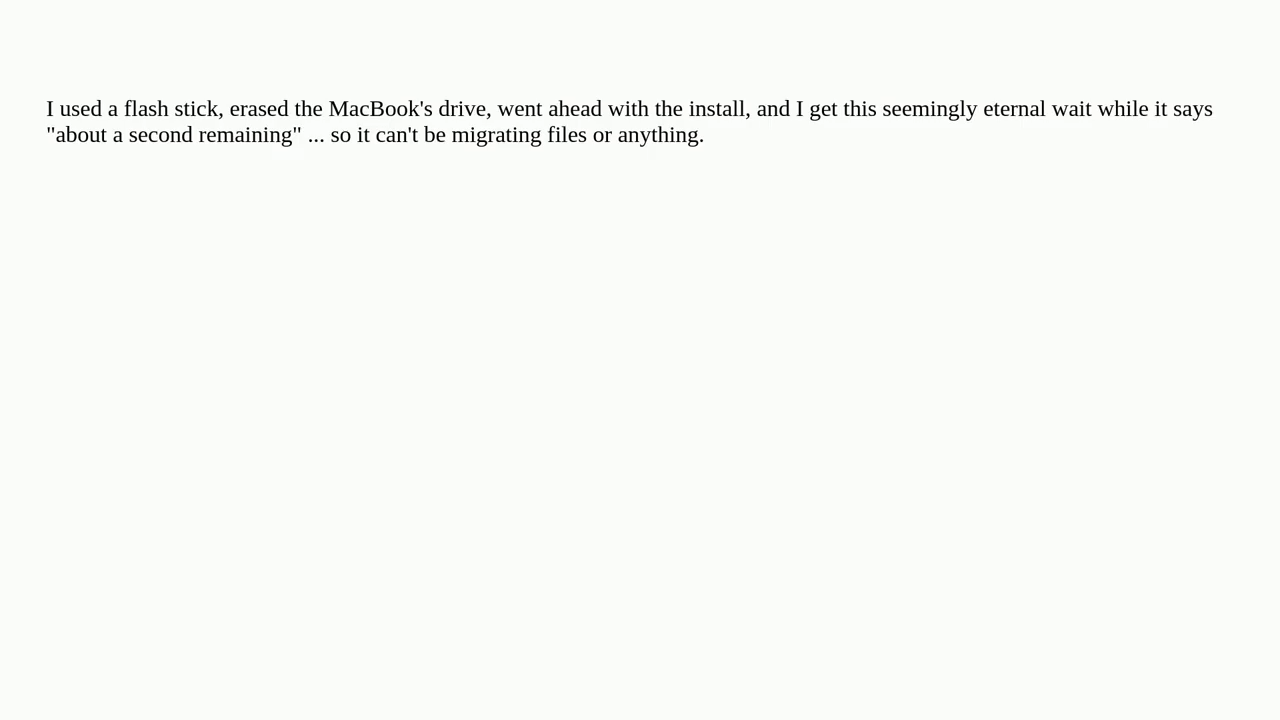 I used a flash stick, erased the MacBook's drive, went ahead with the install, and I get this seemingly eternal wait while it says
"about a second remaining" ... so it can't be migrating files or anything.